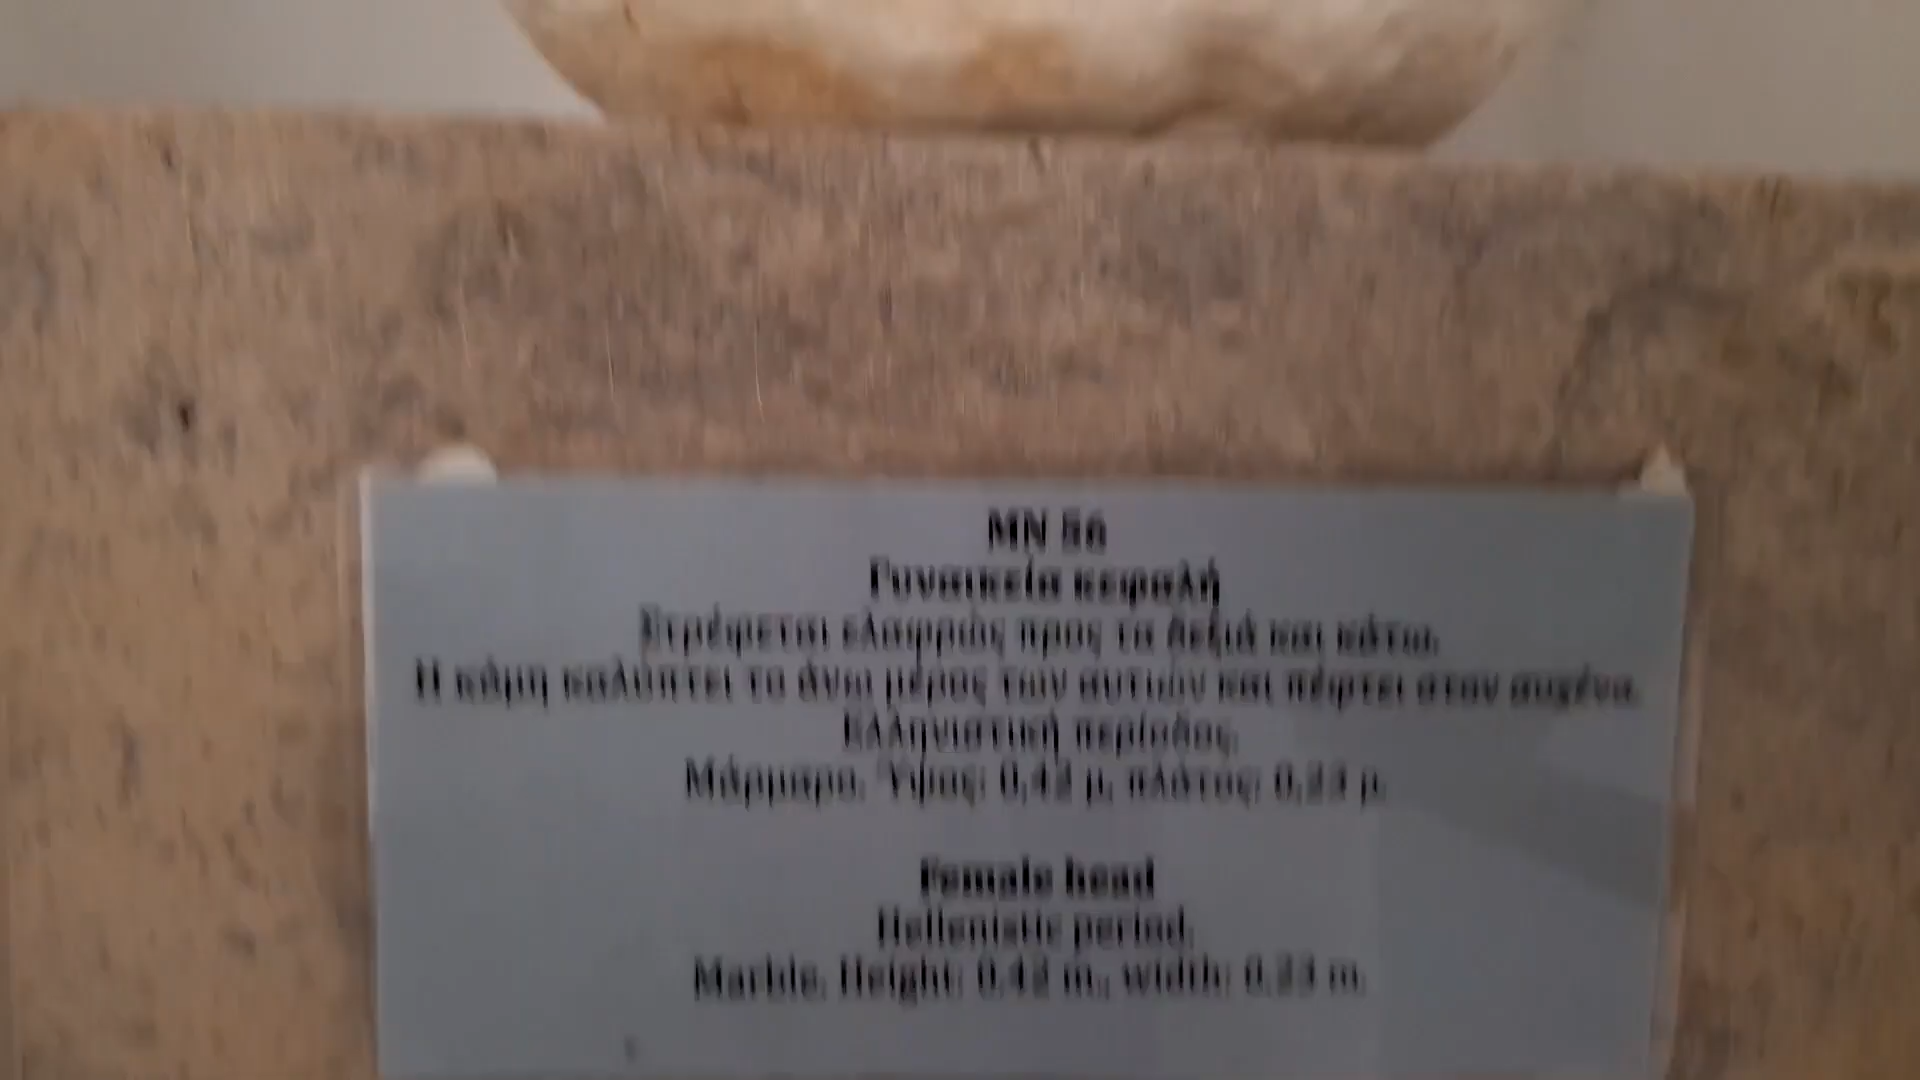 MN 56
Γυναικεία κεφαλή
Στρέφεται ελαφρώς προς τα δεξιά και κάτω.
Η κόμη καλύπτει το άνω μέρος των αυτιών και πέφτει στον αυχένα.
Ελληνιστική περίοδος.
Μάρμαρο. Ύψος: 0,42 μ, πλάτος: 0,23 μ.
Female head
Hellenistic period.
Marble. Height: 0.42 m., width: 0.23 m.